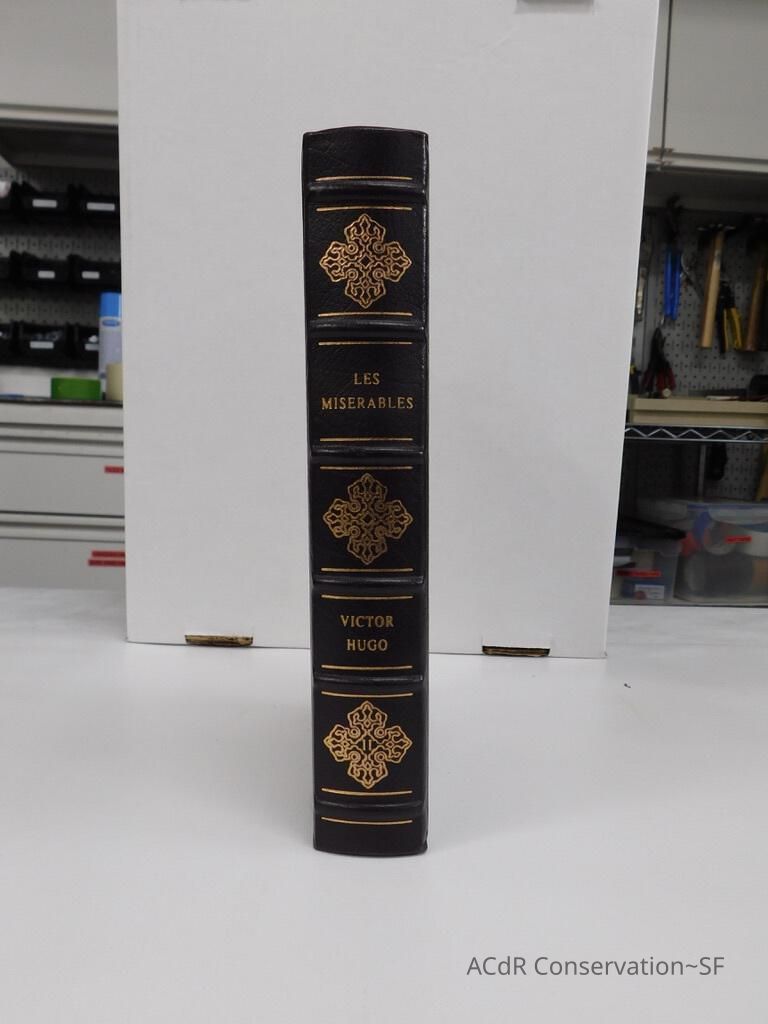 LES
MISERABLES
VICTOR
HUGO
II
ACdR Conservation~SF